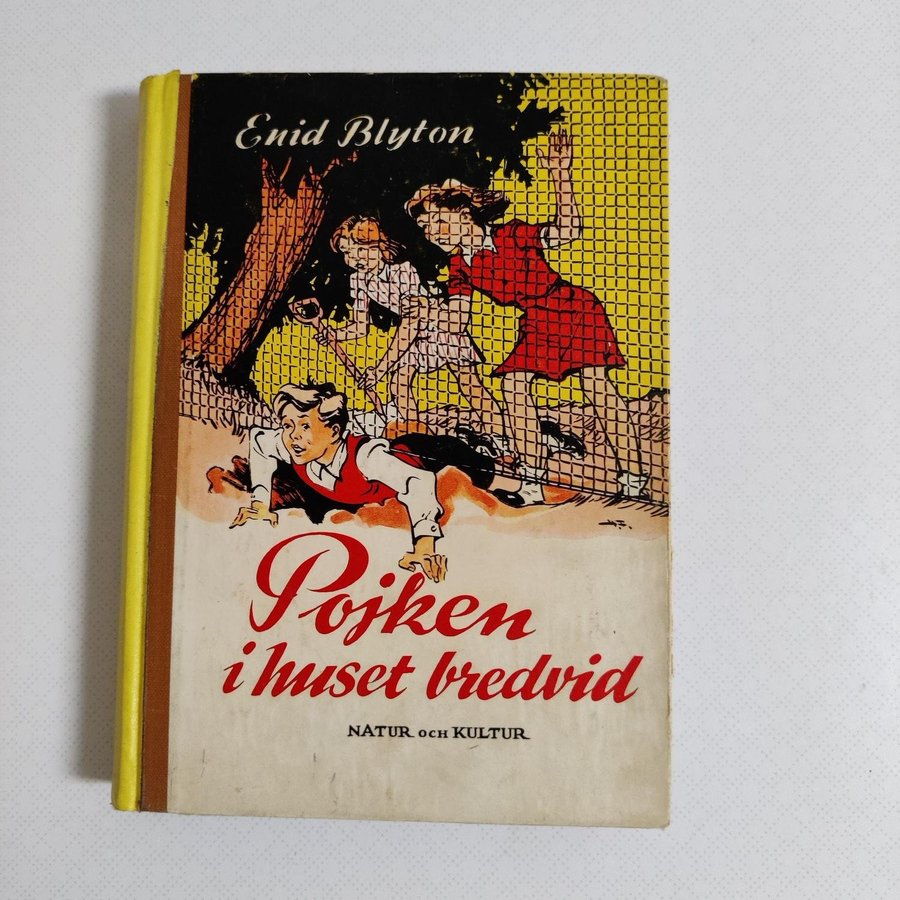 Enid Blyton
Pojken
i huset bredvid
NATUR OCH KULTUR